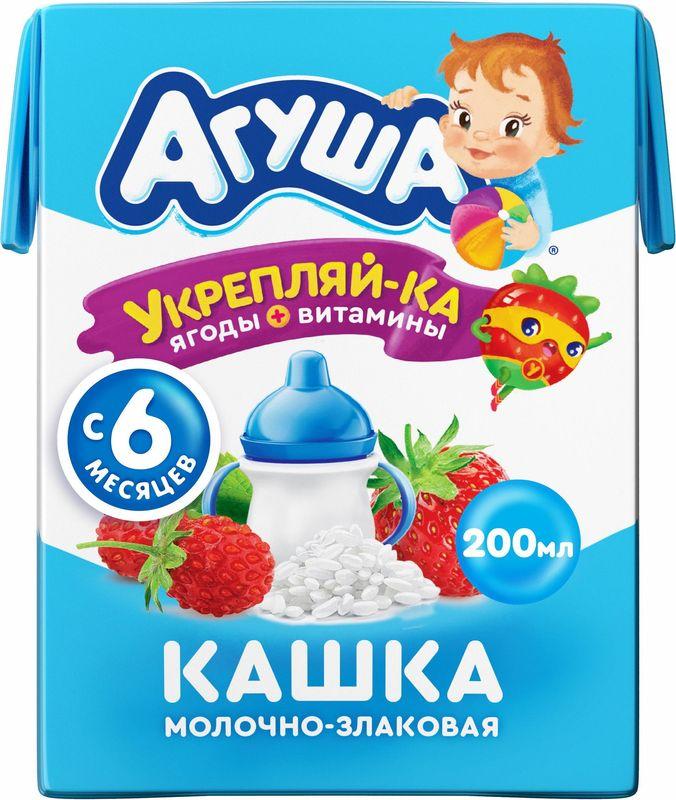 АГУША
®
УКРЕПЛЯЙ-КА
ЯГОДЫ + ВИТАМИНЫ
С 6
МЕСЯЦЕВ
У
200мл
КАШКА
МОЛОЧНО-ЗЛАКОВАЯ